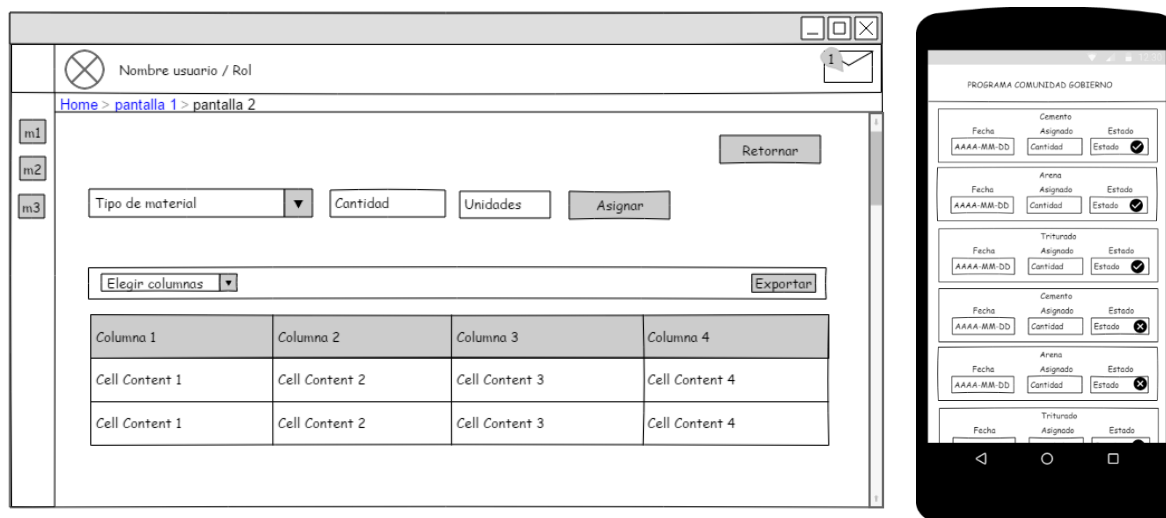 1
Nombre usuario / Rol
Home > pantalla 1 > pantalla 2
m1
m2
m3
Retornar
Tipo de material
Cantidad
Unidades
Asignar
Elegir columnas
Exportar
Columna 1 Columna 2 Columna 3 Columna 4
Cell Content 1 Cell Content 2 Cell Content 3 Cell Content 4
Cell Content 1 Cell Content 2 Cell Content 3 Cell Content 4
12:30
PROGRAMA COMUNIDAD GOBIERNO
Cemento
Fecha Asignado Estado
AAAA-MM-DD Cantidad Estado
Arena
Fecha Asignado Estado
AAAA-MM-DD Cantidad Estado
Triturado
Fecha Asignado Estado
AAAA-MM-DD Cantidad Estado
Cemento
Fecha Asignado Estado
AAAA-MM-DD Cantidad Estado
Arena
Fecha Asignado Estado
AAAA-MM-DD Cantidad Estado
Triturado
Fecha Asignado Estado